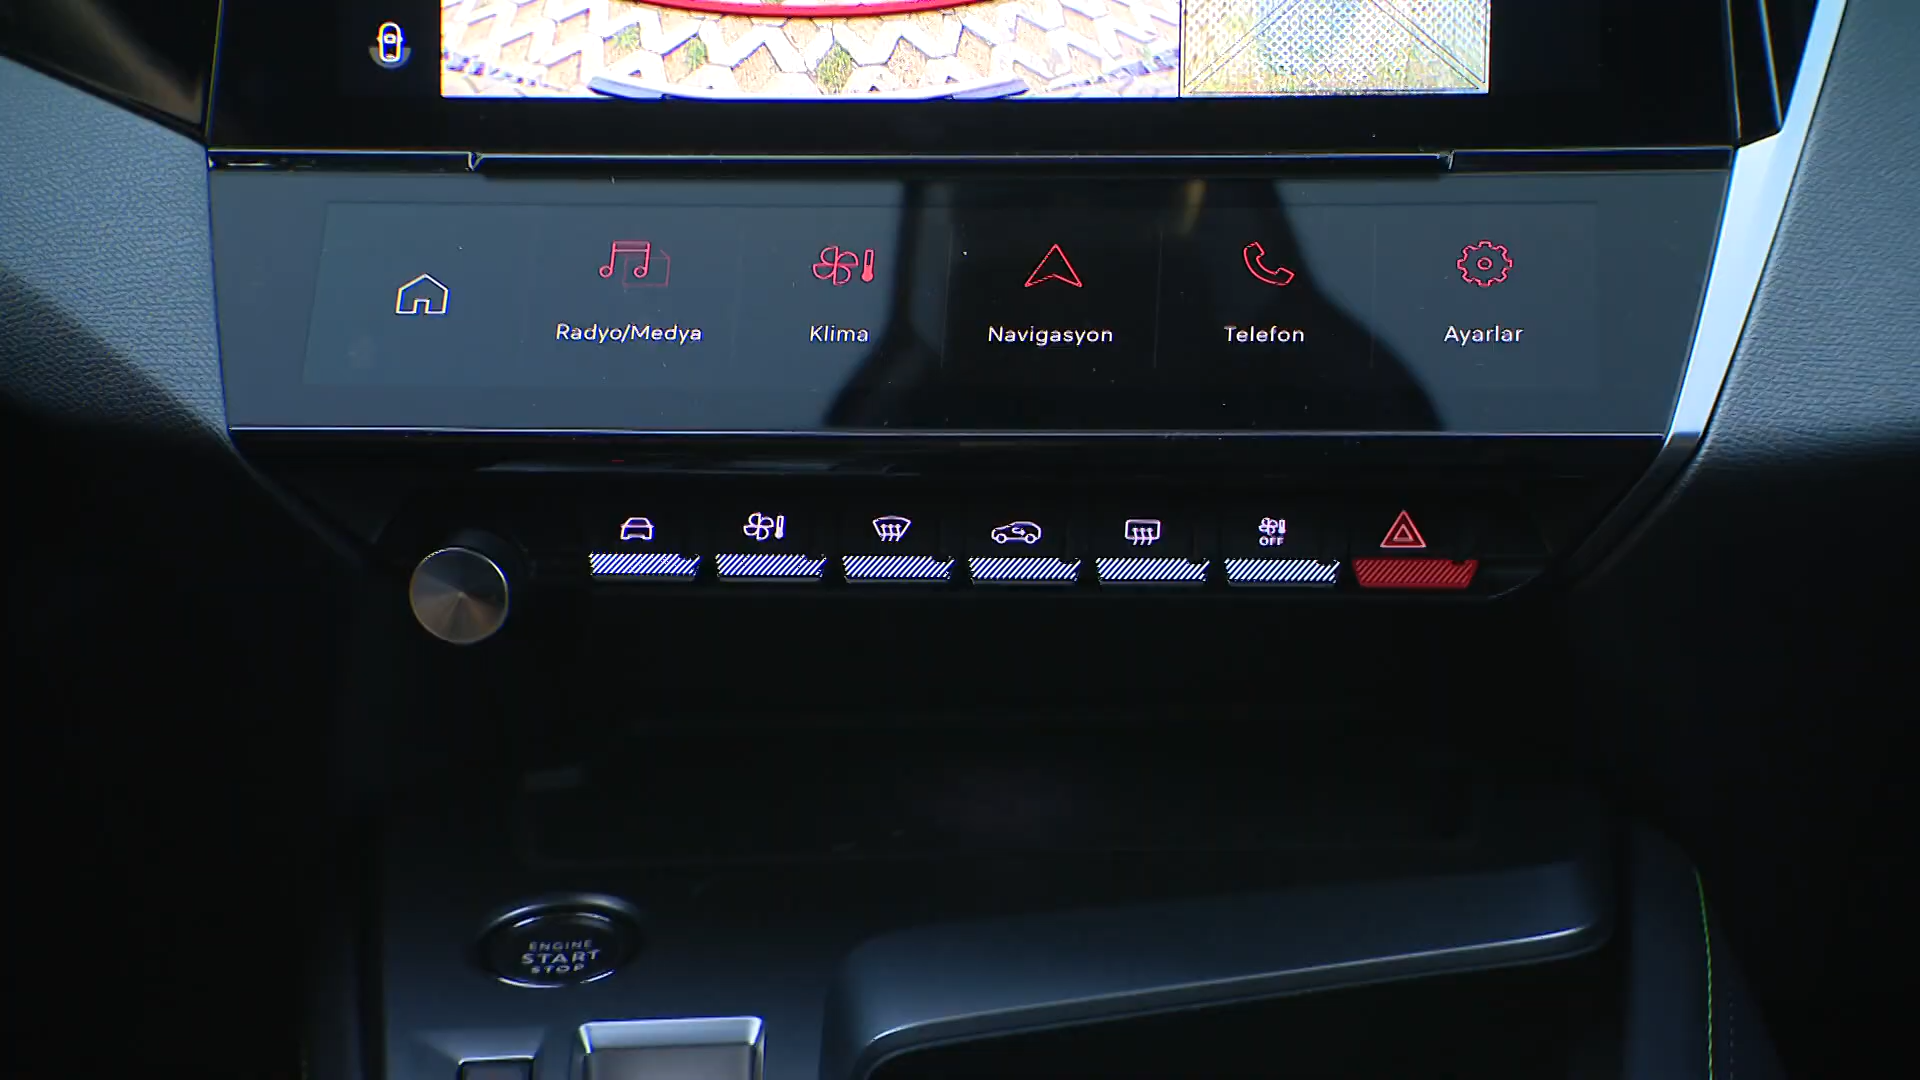 Radyo/Medya
Klima
Navigasyon
Telefon
Ayarlar
OFF
ENGINE
START
STOP